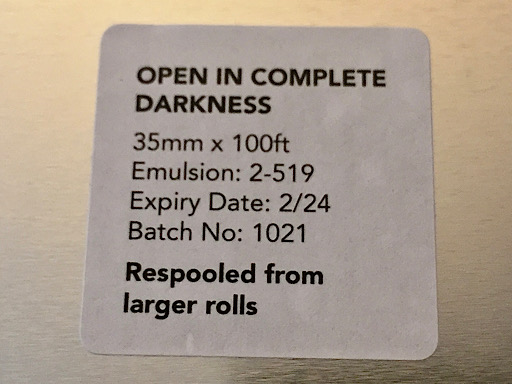 OPEN IN COMPLETE
DARKNESS
35mm x 100ft
Emulsion: 2-519
Expiry Date: 2/24
Batch No: 1021
Respooled from
larger rolls